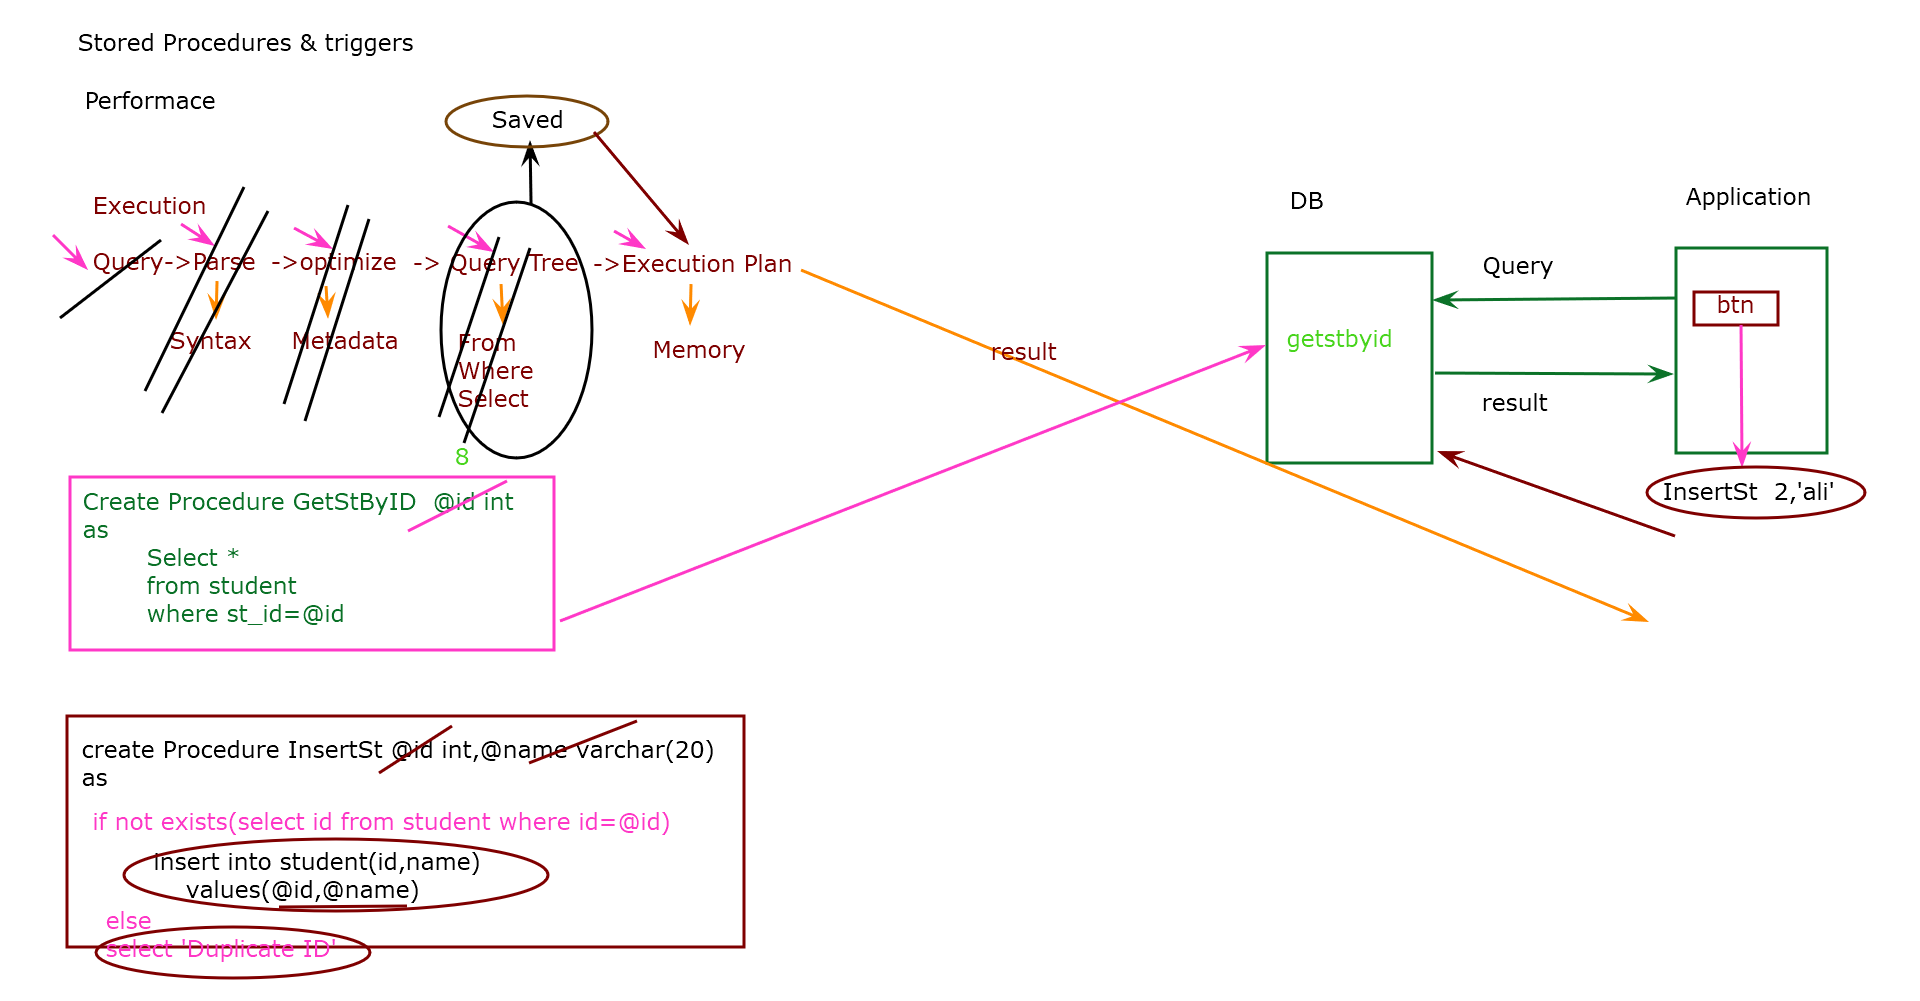 Stored Procedures & triggers
Performace
Saved
Execution
Query->Parse ->optimize -> Query Tree ->Execution Plan
Syntax
Metadata
From
Where
Select
Memory
8
result
DB
Application
Query
btn
getstbyid
result
InsertSt 2,'ali'
Create Procedure GetStByID @id int
as
Select *
from student
where st_id=@id
create Procedure InsertSt @id int,@name varchar(20)
as
if not exists(select id from student where id=@id)
insert into student(id,name)
values(@id,@name)
else
select 'Duplicate ID'